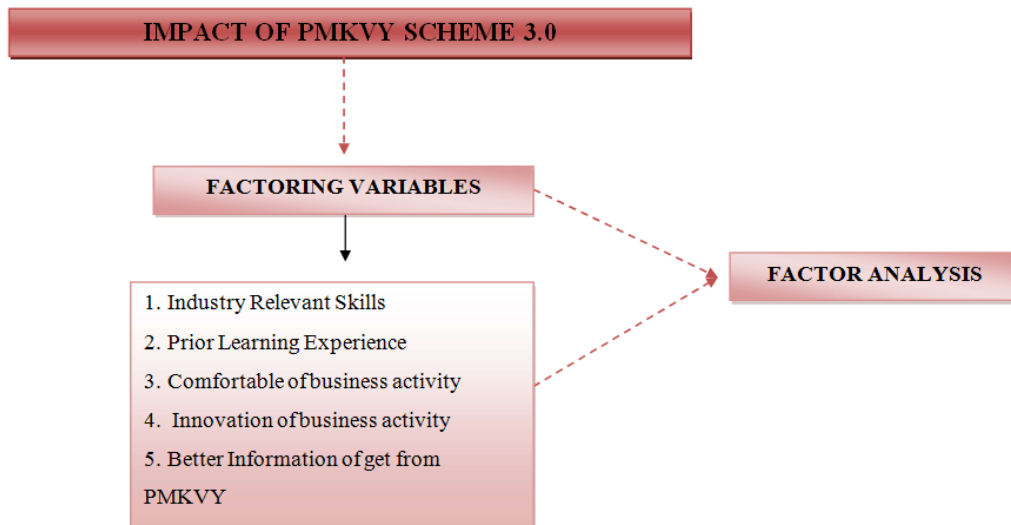 IMPACT OF PMKVY SCHEME 3.0
FACTORING VARIABLES
FACTOR ANALYSIS
1. Industry Relevant Skills
2. Prior Learning Experience
3. Comfortable of business activity
4. Innovation of business activity
5. Better Information of get from
PMKVY